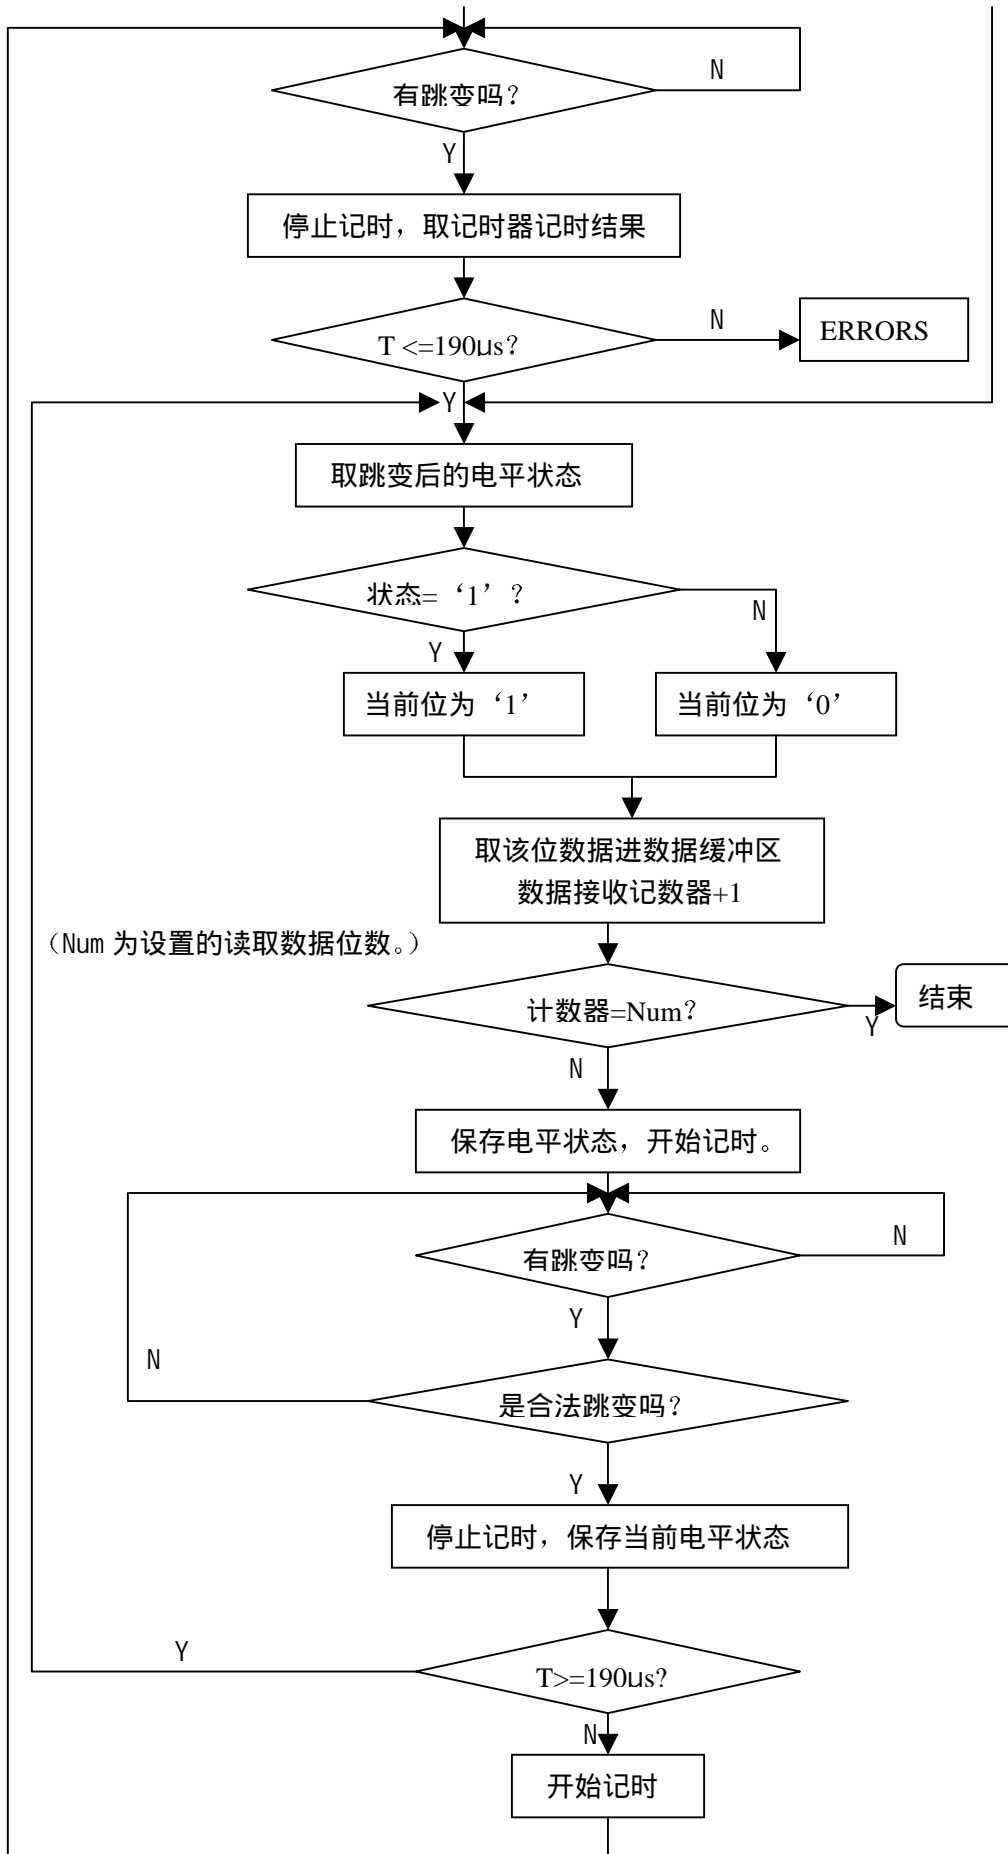 N
有跳变吗？
Y
停止记时，取记时器记时结果
N
T <=190μs？
ERRORS
Y
取跳变后的电平状态
状态=‘1’？
N
Y
当前位为‘1’
当前位为‘0’
取该位数据进数据缓冲区
数据接收记数器+1
（Num 为设置的读取数据位数。）
计数器=Num？
结束
Y
N
保存电平状态，开始记时。
N
有跳变吗？
Y
N
是合法跳变吗？
Y
停止记时，保存当前电平状态
Y
T>=190μs?
N
开始记时